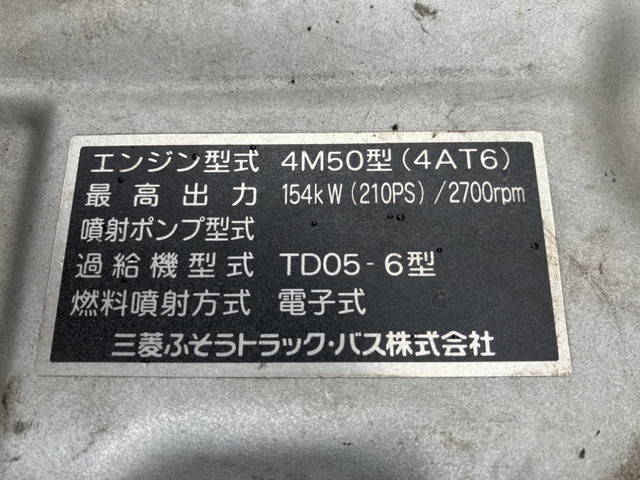 エンジン型式 4M50型(4AT6)
最高出力 154kW(210PS)/2700rpm
噴射ポンプ型式
過給機型式 TD05-6型
燃料噴射方式 電子式
三菱ふそうトラック・バス株式会社